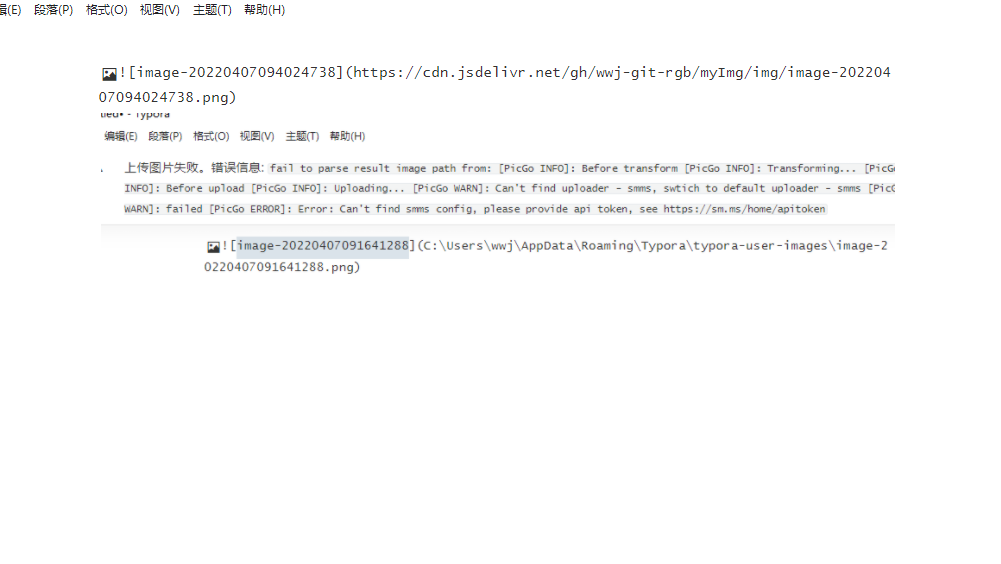 辑(E) 段落(P) 格式(O) 视图(V) 主题(T) 帮助(H)
![image-20220407094024738](https://cdn.jsdelivr.net/gh/wwj-git-rgb/myImg/img/image-202204
07094024738.png)
tled• - Typora
编辑(E) 段落(P) 格式(O) 视图(V) 主题(T) 帮助(H)
上传图片失败。错误信息: fail to parse result image path from: [PicGo INFO]: Before transform [PicGo INFO]: Transforming... [PicGo
INFO]: Before upload [PicGo INFO]: Uploading... [PicGo WARN]: Can't find uploader - smms, swtich to default uploader - smms [PicG
WARN]: failed [PicGo ERROR]: Error: Can't find smms config, please provide api token, see https://sm.ms/home/apitoken
![image-20220407091641288](C:\Users\wwj\AppData\Roaming\Typora\typora-user-images\image-2
0220407091641288.png)